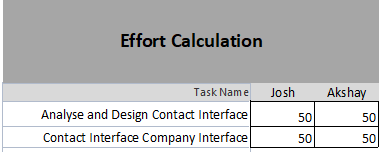 Effort Calculation
Task Name Josh Akshay
Analyse and Design Contact Interface 50 50
Contact Interface Company Interface 50 50